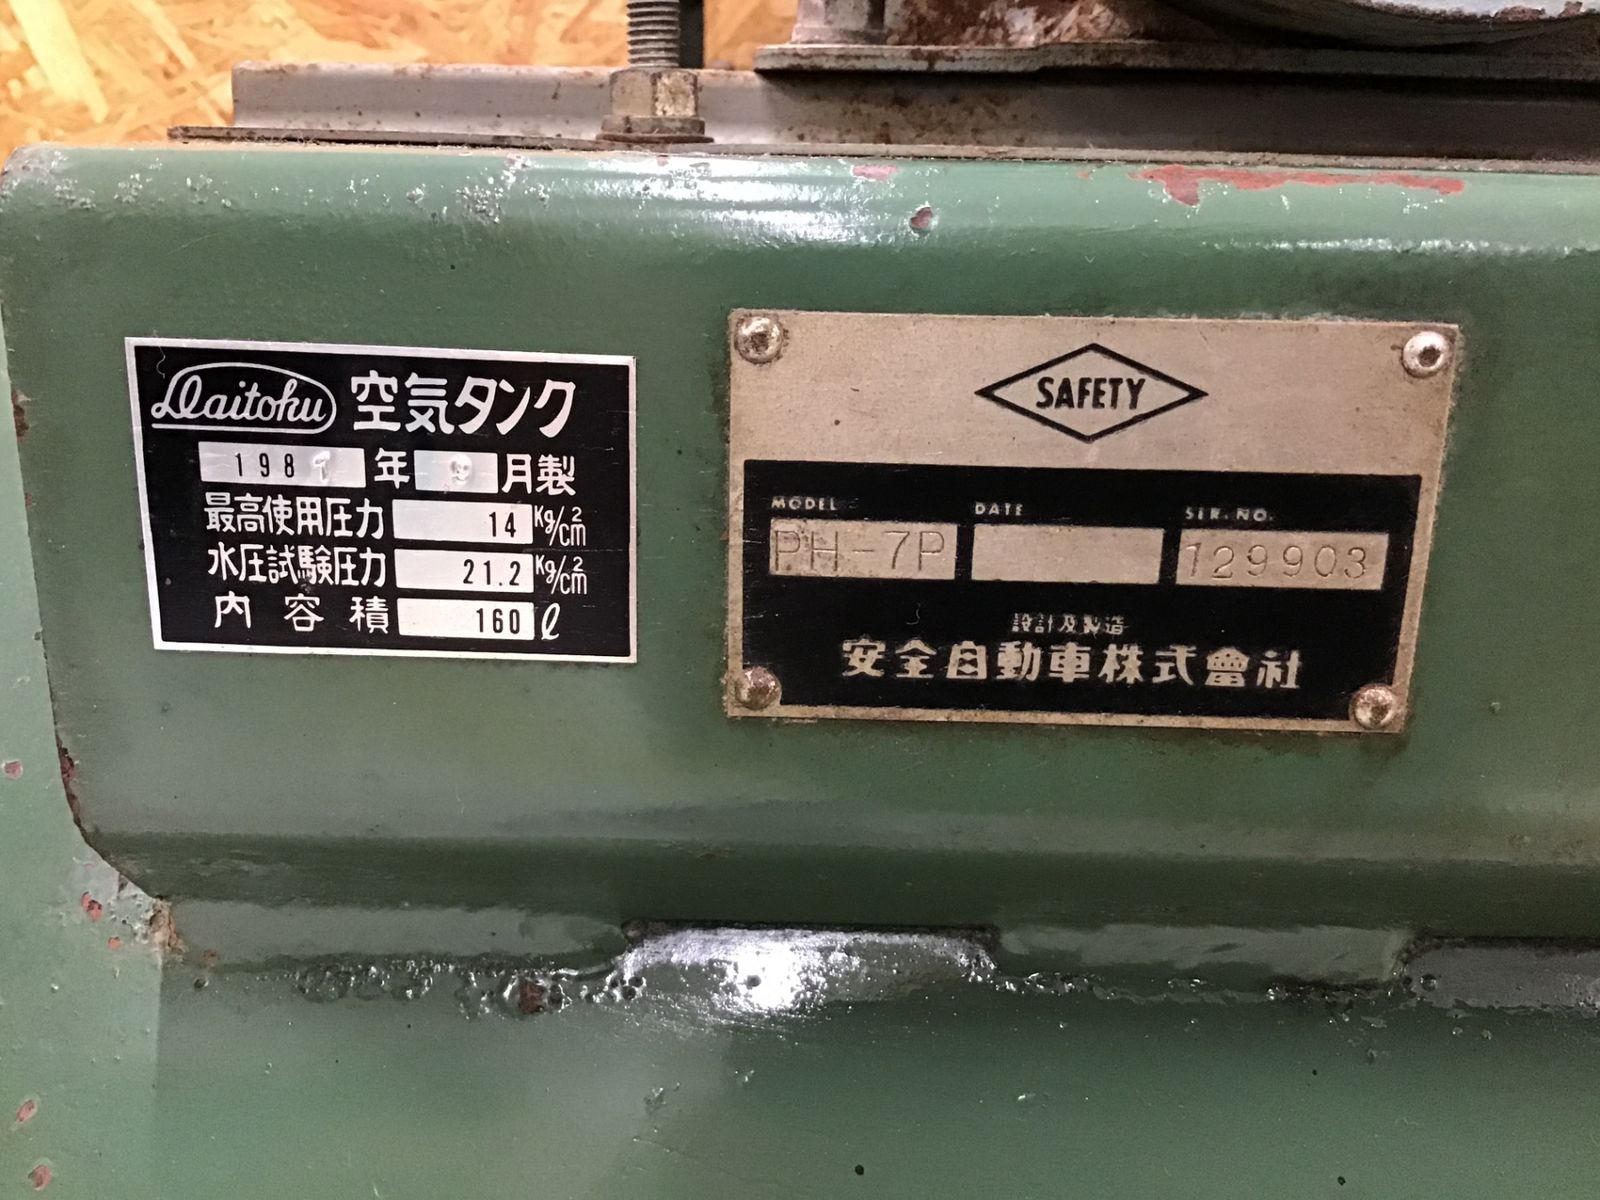 Daitoku 空気タンク
198 年 9 月製
最高使用圧力 14 Kg/cm2
水圧試験圧力 21.2 Kg/cm2
内容積 160 ℓ
SAFETY
MODEL DATE SER. NO.
PH-7P 129903
設計及製造
安全自動車株式會社